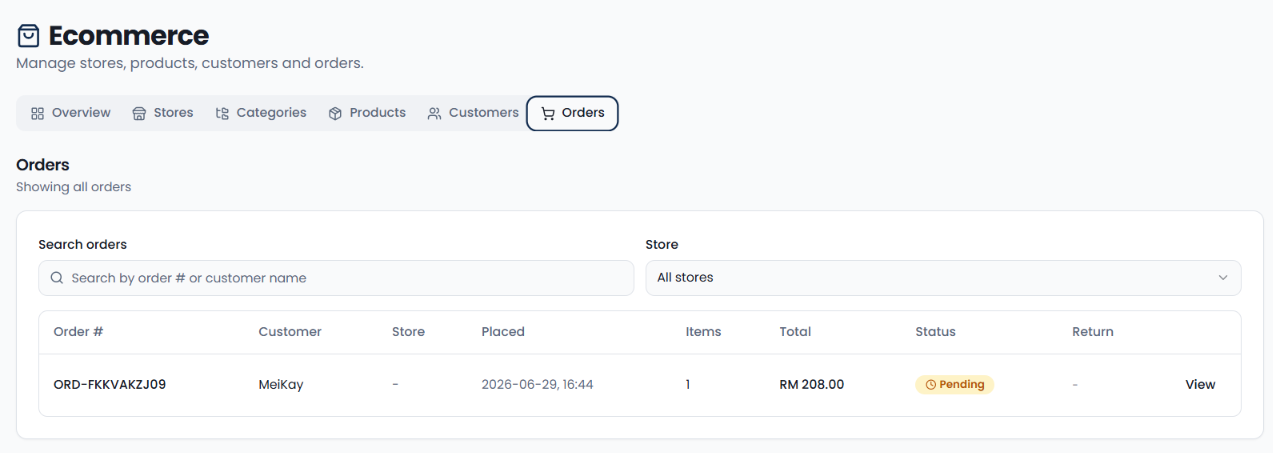 Ecommerce
Manage stores, products, customers and orders.
Overview Stores Categories Products Customers Orders
Orders
Showing all orders
Search orders Store
Search by order # or customer name All stores
Order # Customer Store Placed Items Total Status Return
ORD-FKKVAKZJ09 MeiKay - 2026-06-29, 16:44 1 RM 208.00 Pending - View